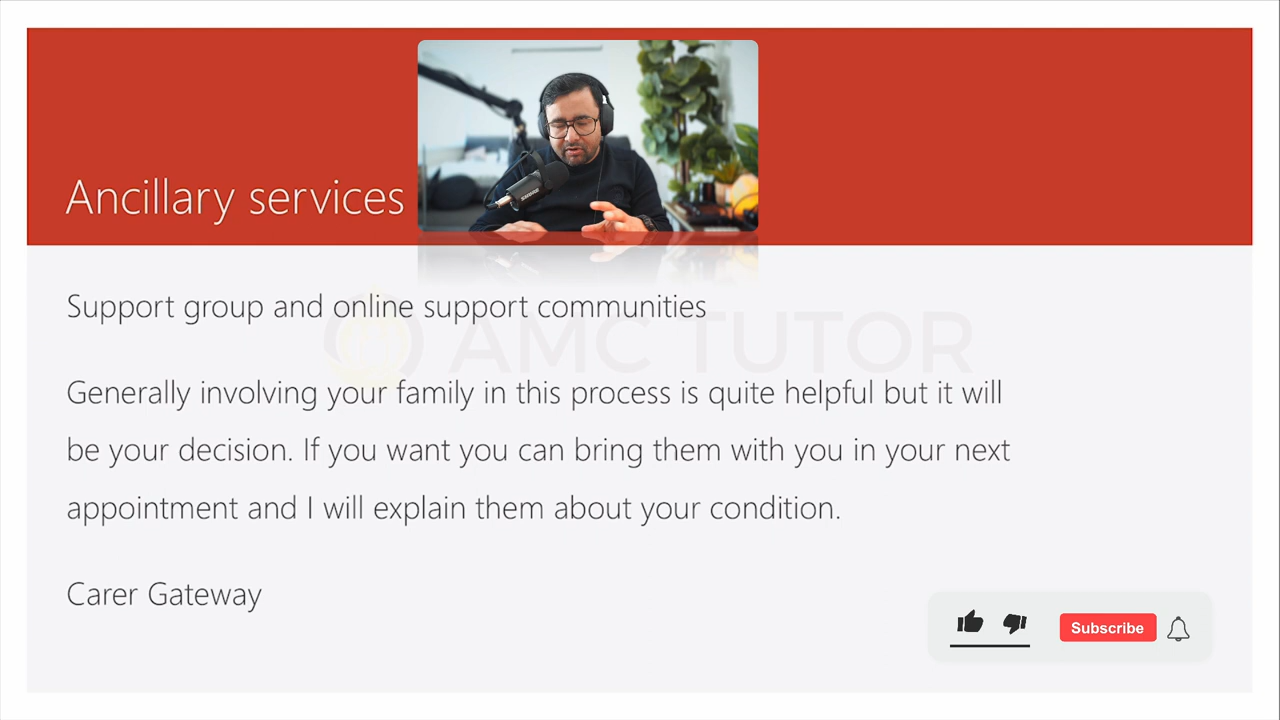 Ancillary services
Support group and online support communities
AMC TUTOR
Generally involving your family in this process is quite helpful but it will
be your decision. If you want you can bring them with you in your next
appointment and I will explain them about your condition.
Carer Gateway
Subscribe
SHURE